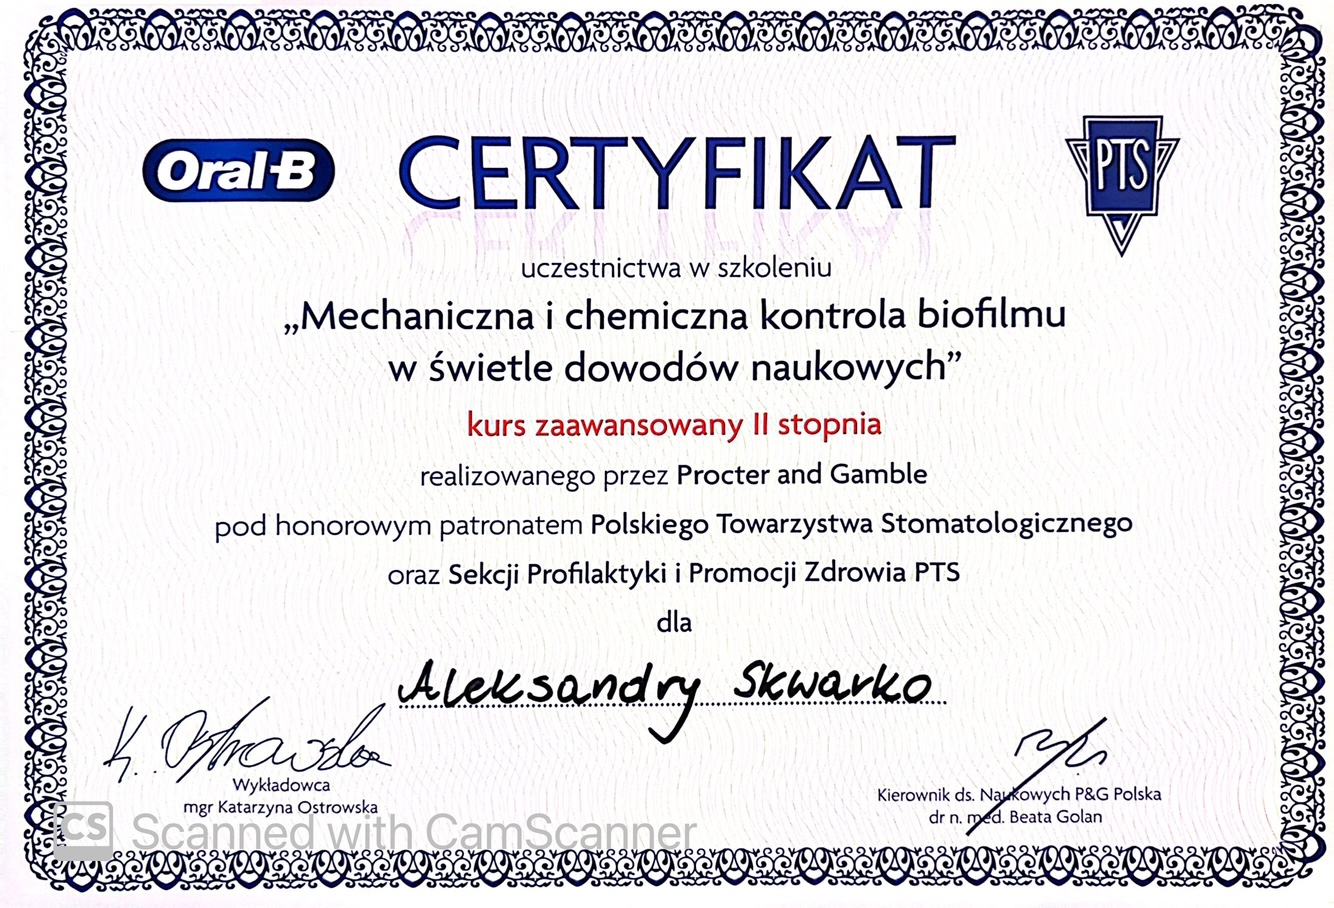 Oral-B
CERTYFIKAT
PTS
uczestnictwa w szkoleniu
„Mechaniczna i chemiczna kontrola biofilmu
w świetle dowodów naukowych”
kurs zaawansowany II stopnia
realizowanego przez Procter and Gamble
pod honorowym patronatem Polskiego Towarzystwa Stomatologicznego
oraz Sekcji Profilaktyki i Promocji Zdrowia PTS
dla
Aleksandry Skwarko
K. Ostrowska
Wykładowca
mgr Katarzyna Ostrowska
Kierownik ds. Naukowych P&G Polska
dr n. med. Beata Golan
CS Scanned with CamScanner